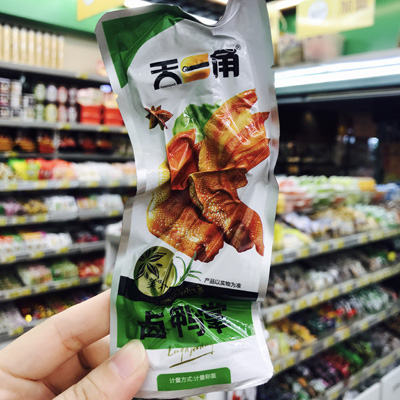 舌一角
产品以实物为准
卤鸭掌
计量方式:计量称重